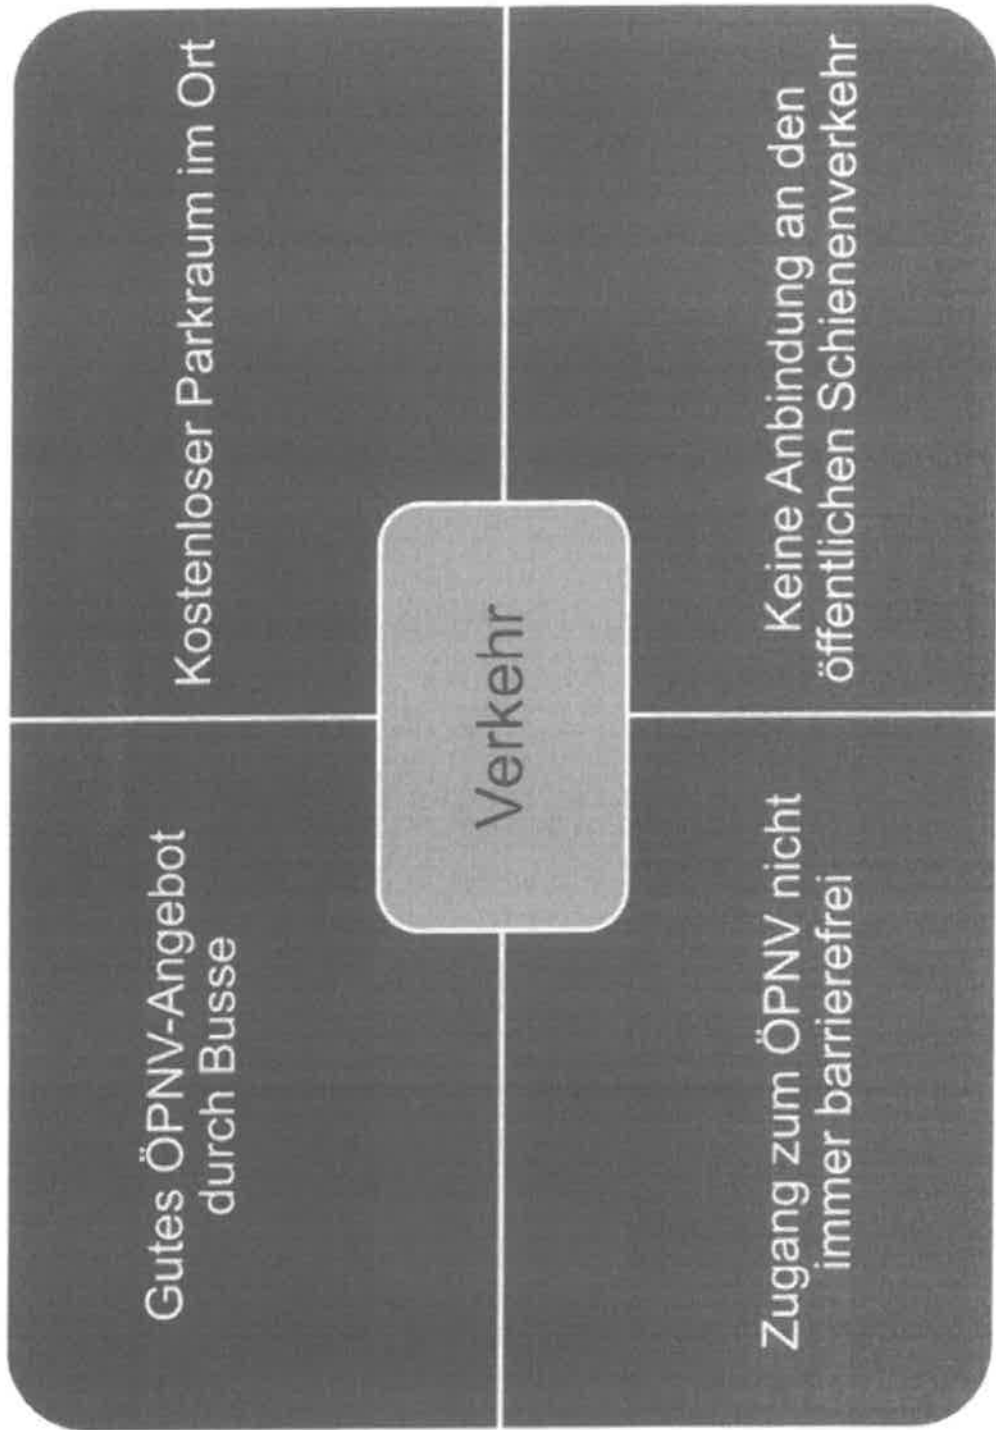 Gutes ÖPNV-Angebot
durch Busse
Kostenloser Parkraum im Ort
Verkehr
Zugang zum ÖPNV nicht
immer barrierefrei
Keine Anbindung an den
öffentlichen Schienenverkehr